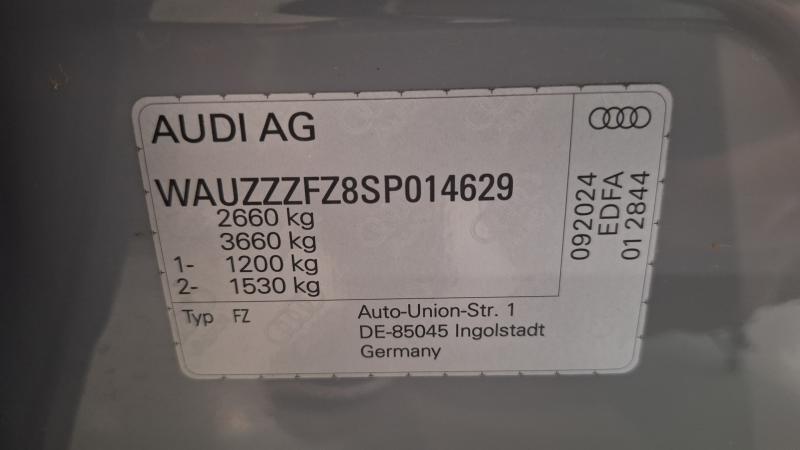 AUDI AG
WAUZZZFZ8SP014629
2660 kg
3660 kg
1- 1200 kg
2- 1530 kg
Typ FZ
Auto-Union-Str. 1
DE-85045 Ingolstadt
Germany
092024
EDFA
01 2844